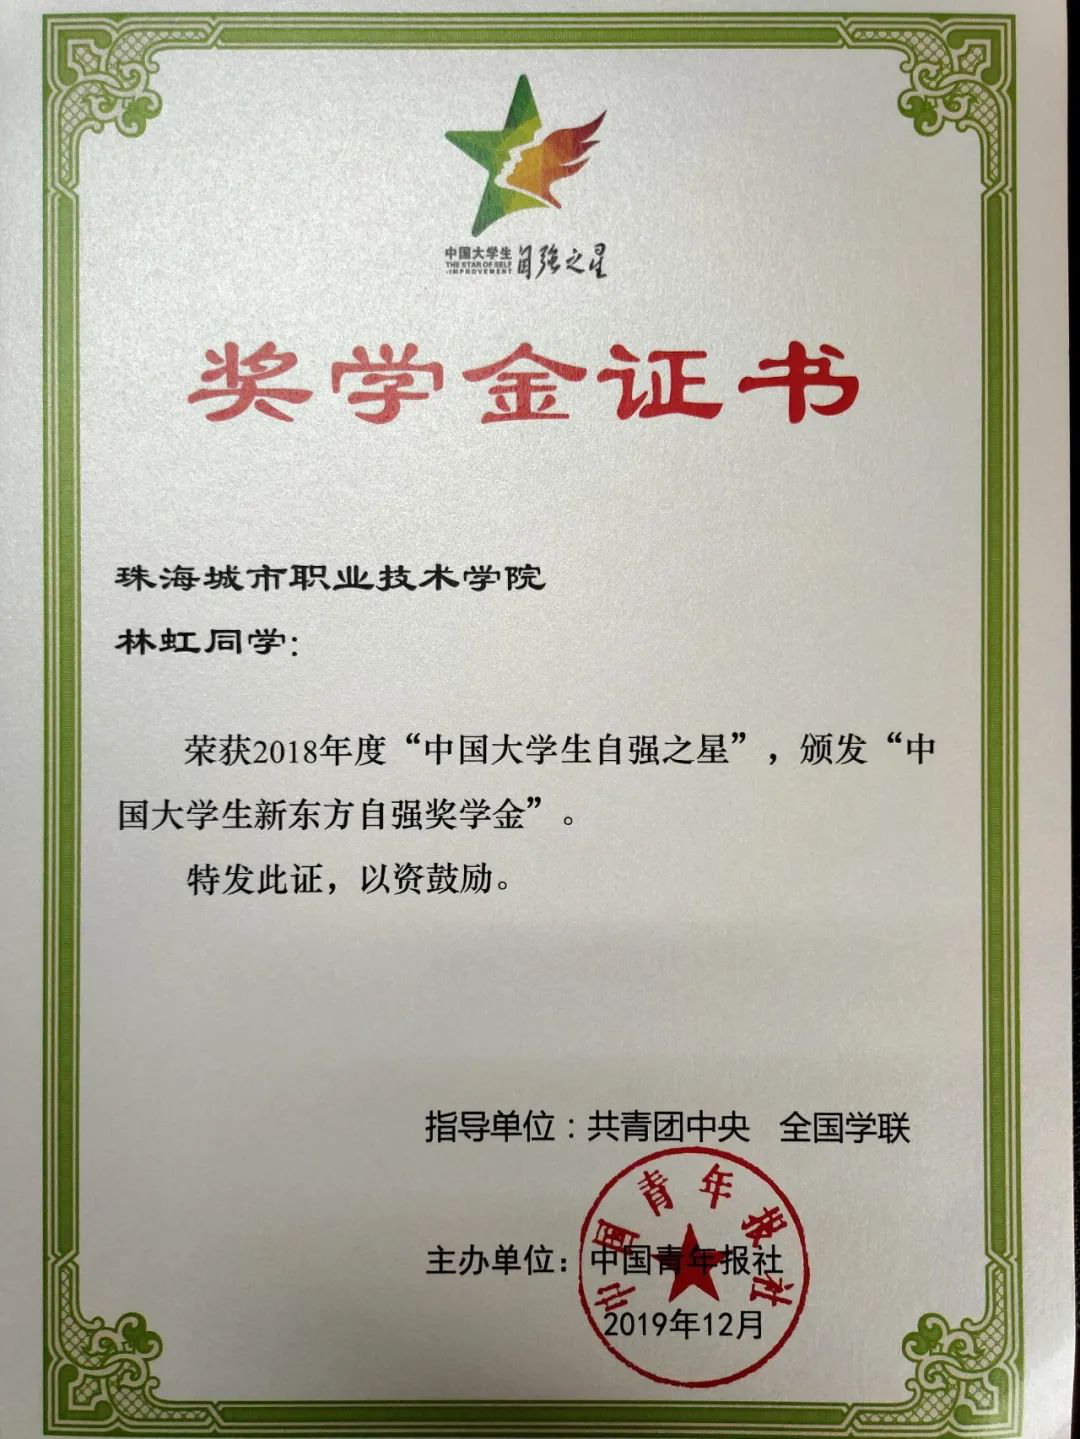 中国大学生
THE STAR OF SELF
-IMPROVEMENT
自强之星
奖学金证书
珠海城市职业技术学院
林虹同学：
荣获2018年度“中国大学生自强之星”，颁发“中
国大学生新东方自强奖学金”。
特发此证，以资鼓励。
指导单位：共青团中央 全国学联
中国青年报社
主办单位：中国青年报社
2019年12月